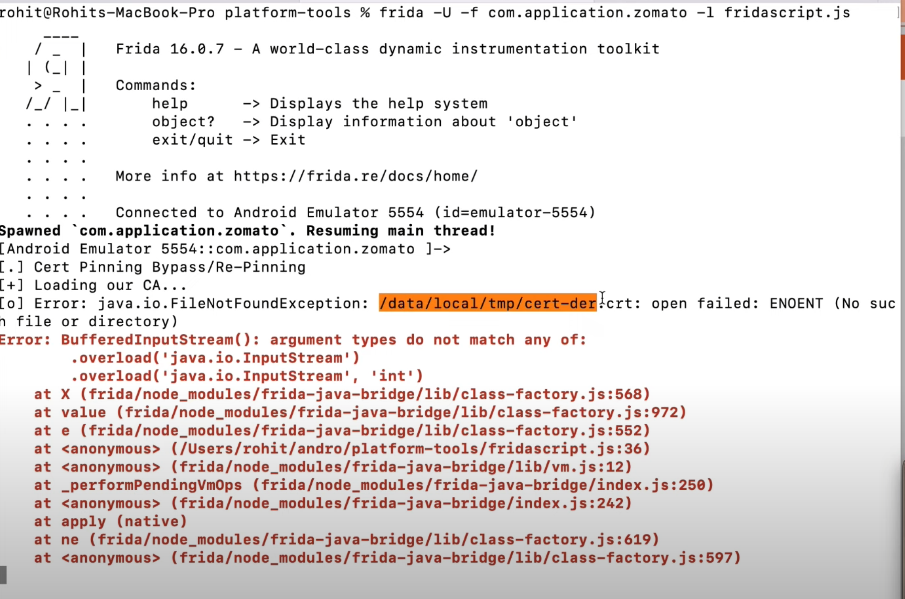 rohit@Rohits-MacBook-Pro platform-tools % frida -U -f com.application.zomato -l fridascript.js
     ____
    / _  |   Frida 16.0.7 - A world-class dynamic instrumentation toolkit
   | (_| |
    > _  |   Commands:
   /_/ |_|       help      -> Displays the help system
   . . . .       object?   -> Display information about 'object'
   . . . .       exit/quit -> Exit
   . . . .
   . . . .   More info at https://frida.re/docs/home/
   . . . .
   . . . .   Connected to Android Emulator 5554 (id=emulator-5554)
Spawned `com.application.zomato`. Resuming main thread!
[Android Emulator 5554::com.application.zomato ]->
[.] Cert Pinning Bypass/Re-Pinning
[+] Loading our CA...
[o] Error: java.io.FileNotFoundException: /data/local/tmp/cert-der.crt: open failed: ENOENT (No suc
h file or directory)
Error: BufferedInputStream(): argument types do not match any of:
        .overload('java.io.InputStream')
        .overload('java.io.InputStream', 'int')
    at X (frida/node_modules/frida-java-bridge/lib/class-factory.js:568)
    at value (frida/node_modules/frida-java-bridge/lib/class-factory.js:972)
    at e (frida/node_modules/frida-java-bridge/lib/class-factory.js:552)
    at <anonymous> (/Users/rohit/andro/platform-tools/fridascript.js:36)
    at <anonymous> (frida/node_modules/frida-java-bridge/lib/vm.js:12)
    at _performPendingVmOps (frida/node_modules/frida-java-bridge/index.js:250)
    at <anonymous> (frida/node_modules/frida-java-bridge/index.js:242)
    at apply (native)
    at ne (frida/node_modules/frida-java-bridge/lib/class-factory.js:619)
    at <anonymous> (frida/node_modules/frida-java-bridge/lib/class-factory.js:597)